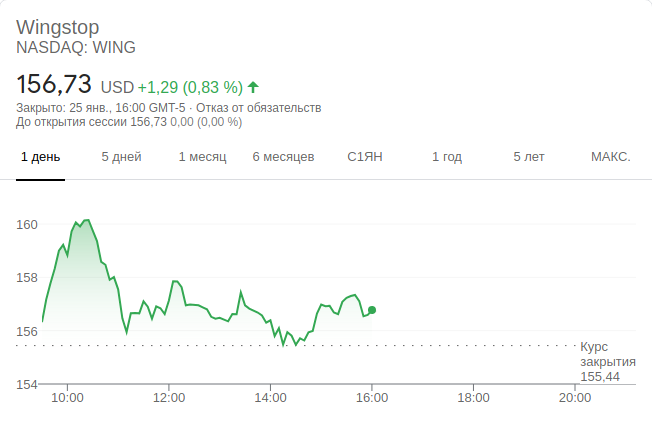 Wingstop
NASDAQ: WING
156,73 USD +1,29 (0,83 %)
Закрыто: 25 янв., 16:00 GMT-5 · Отказ от обязательств
До открытия сессии 156,73 0,00 (0,00 %)
1 день 5 дней 1 месяц 6 месяцев С1ЯН 1 год 5 лет МАКС.
160
158
156
Курс
закрытия
155,44
154
10:00 12:00 14:00 16:00 18:00 20:00